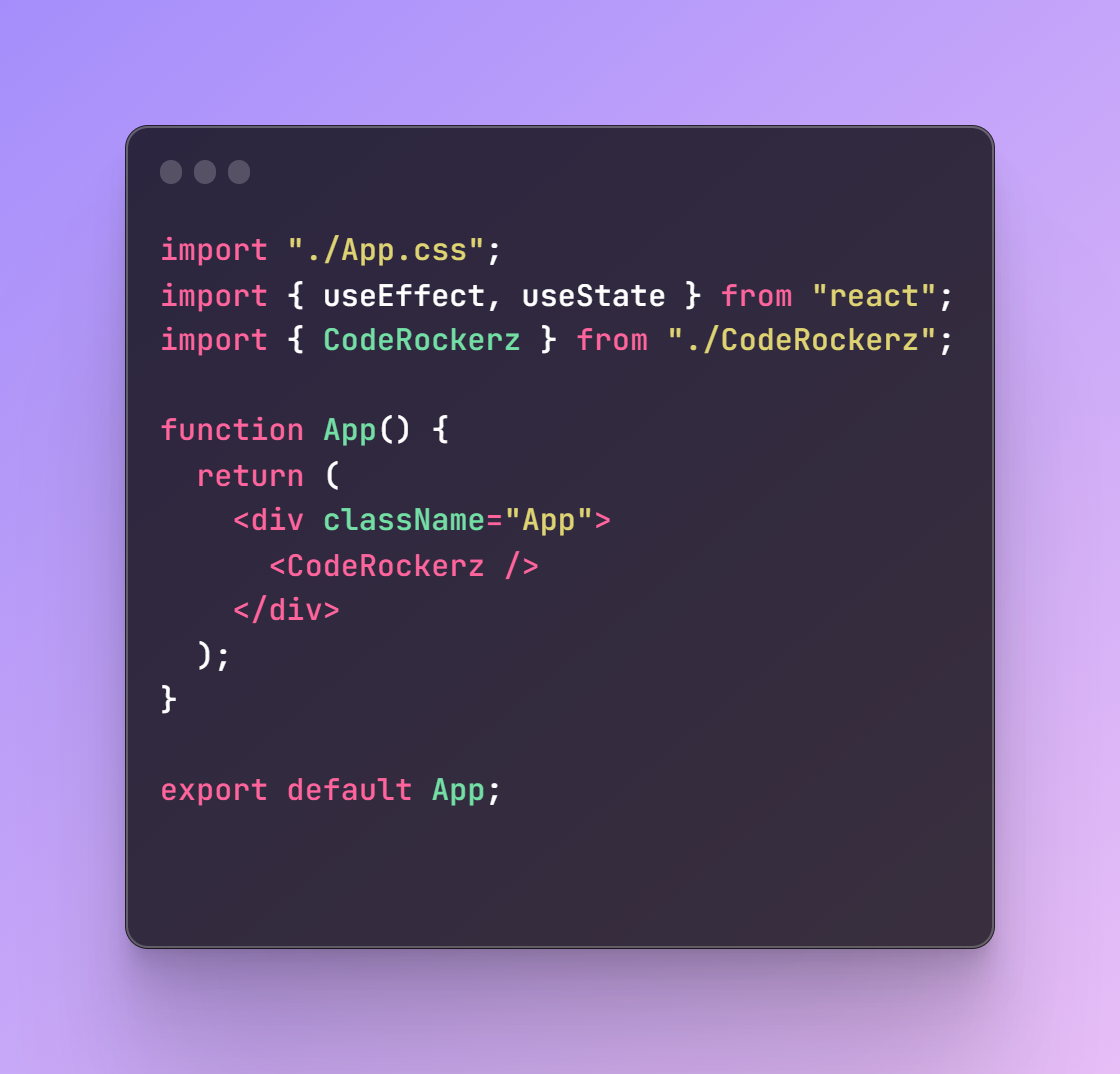 import "./App.css";
import { useEffect, useState } from "react";
import { CodeRockerz } from "./CodeRockerz";

function App() {
  return (
    <div className="App">
      <CodeRockerz />
    </div>
  );
}

export default App;